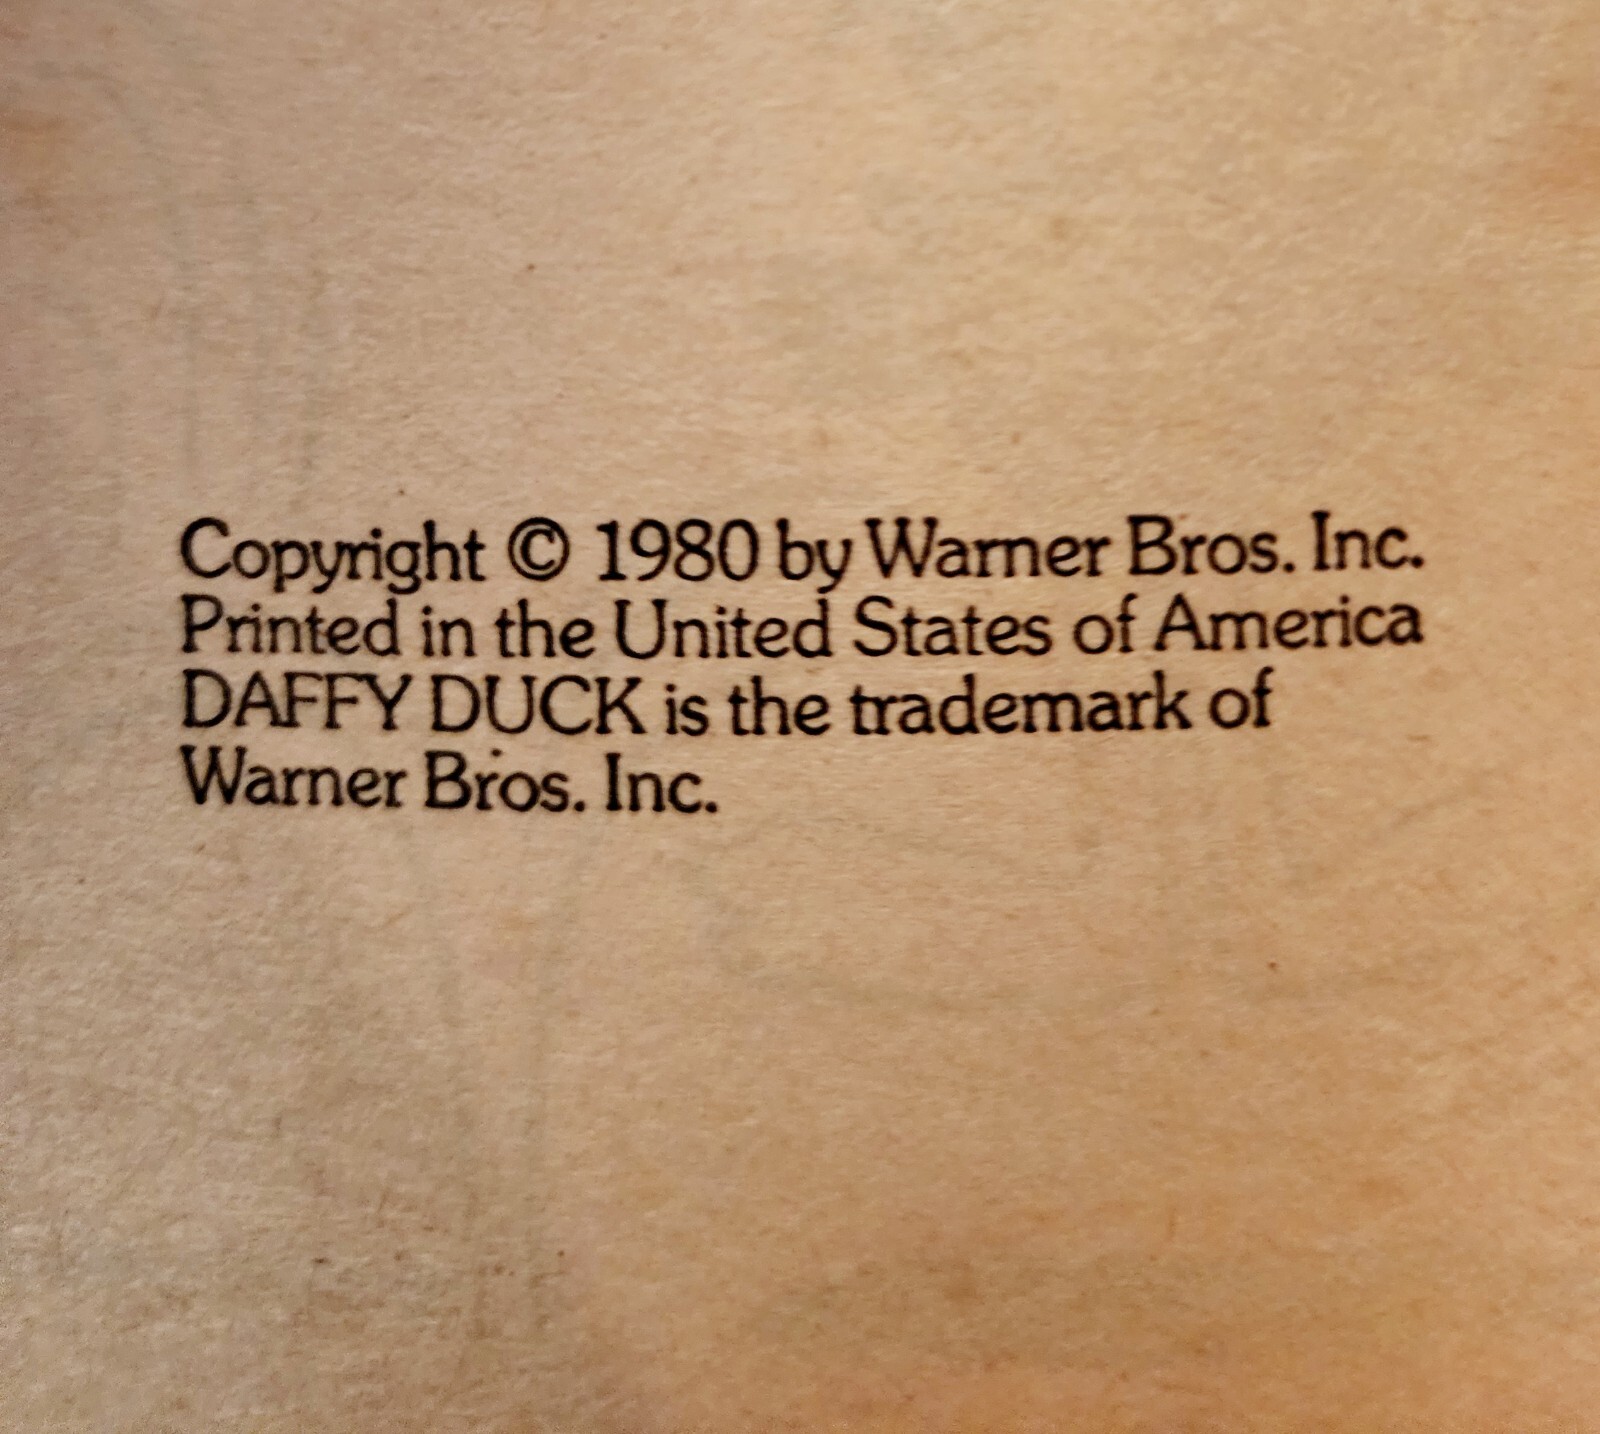 Copyright © 1980 by Warner Bros. Inc.
Printed in the United States of America
DAFFY DUCK is the trademark of
Warner Bros. Inc.